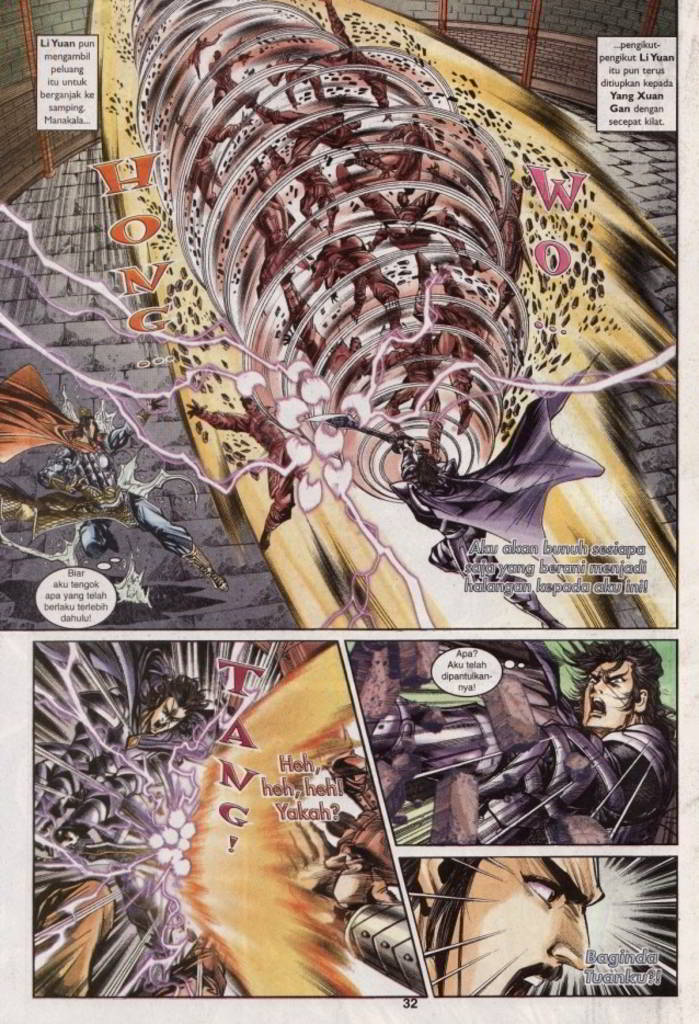 Li Yuan pun
mengambil
peluang
itu untuk
berganjak ke
samping.
Manakala...
...pengikut-
pengikut Li Yuan
itu pun terus
ditiupkan kepada
Yang Xuan
Gan dengan
secepat kilat.
HONG...
WO...
Biar
aku tengok
apa yang telah
berlaku terlebih
dahulu!
Aku akan bunuh sesiapa
saja yang berani menjadi
halangan kepada aku ini!
TANG!
Heh,
heh, heh!
Yakah?
Apa?
Aku telah
dipantulkan-
nya!
Baginda
Tuanku?!
32